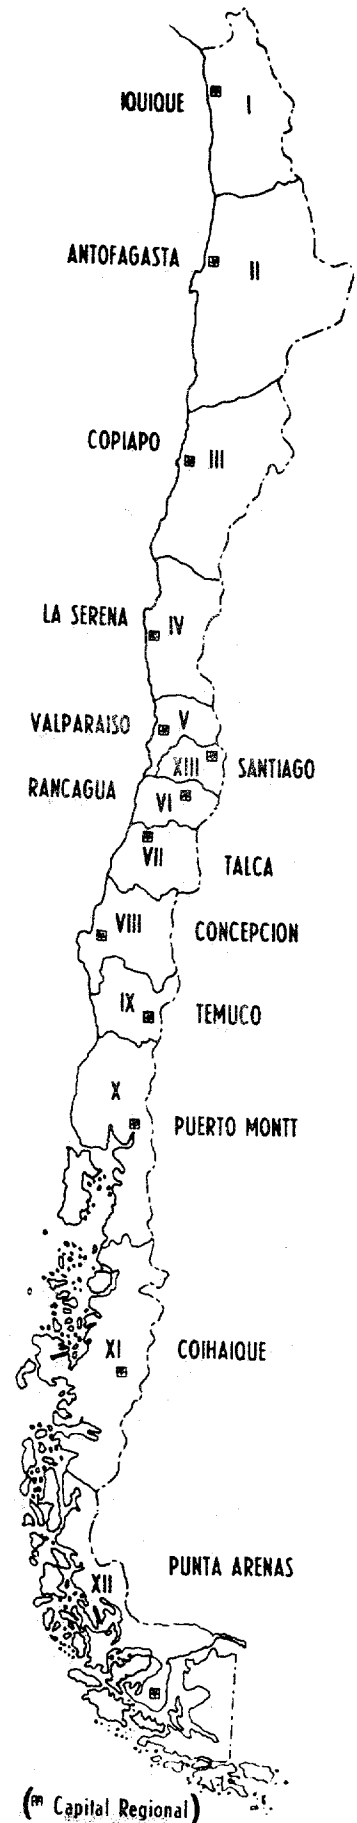 IQUIQUE I
ANTOFAGASTA II
COPIAPO III
LA SERENA IV
VALPARAISO V
XIII SANTIAGO
RANCAGUA VI
VII TALCA
VIII CONCEPCION
IX TEMUCO
X
PUERTO MONTT
XI COIHAIQUE
PUNTA ARENAS
XII
( Capital Regional)